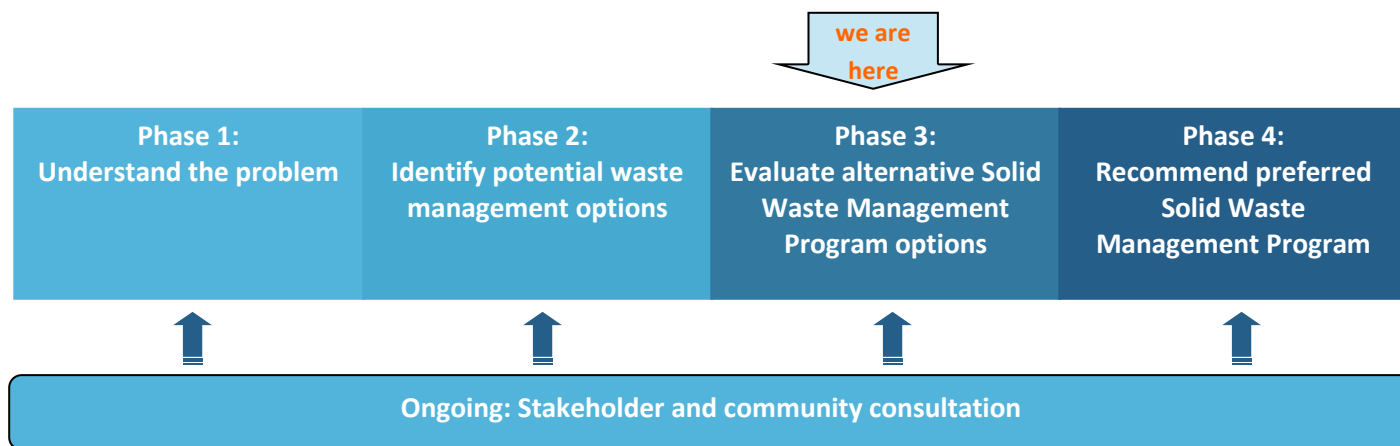 we are
here
Phase 1:
Understand the problem
Phase 2:
Identify potential waste
management options
Phase 3:
Evaluate alternative Solid
Waste Management
Program options
Phase 4:
Recommend preferred
Solid Waste
Management Program
Ongoing: Stakeholder and community consultation